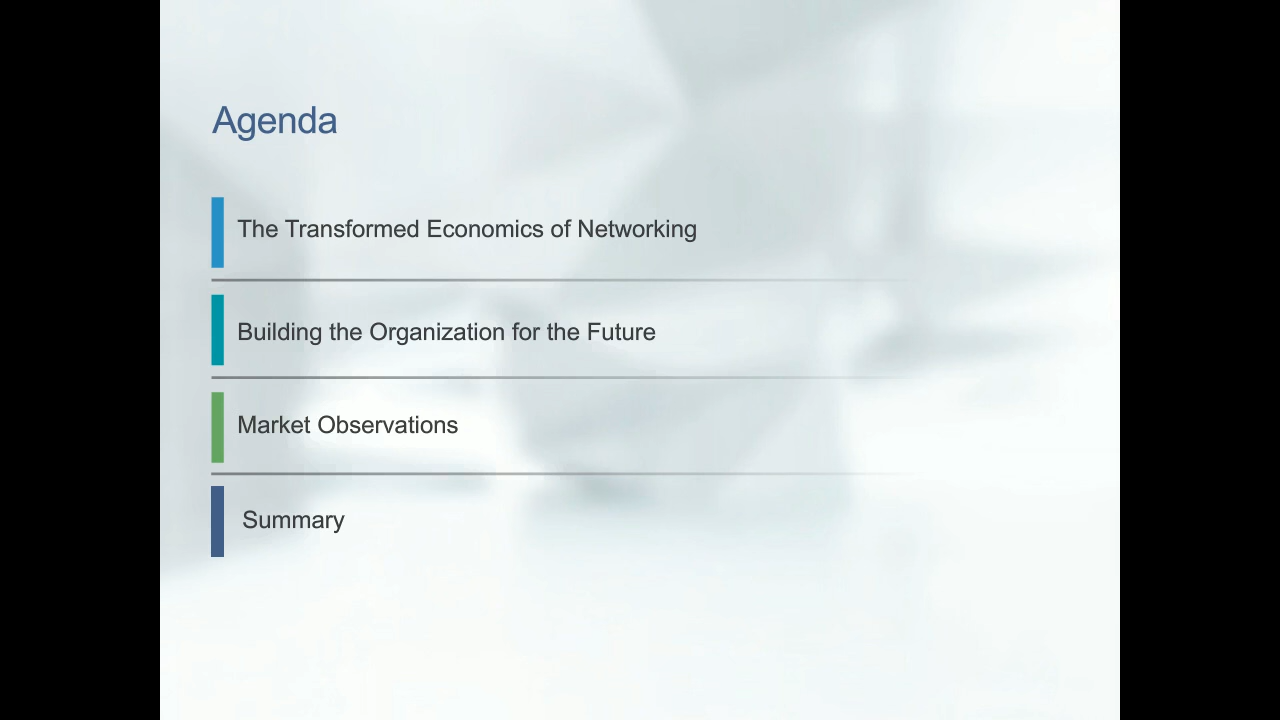 Agenda
The Transformed Economics of Networking
Building the Organization for the Future
Market Observations
Summary